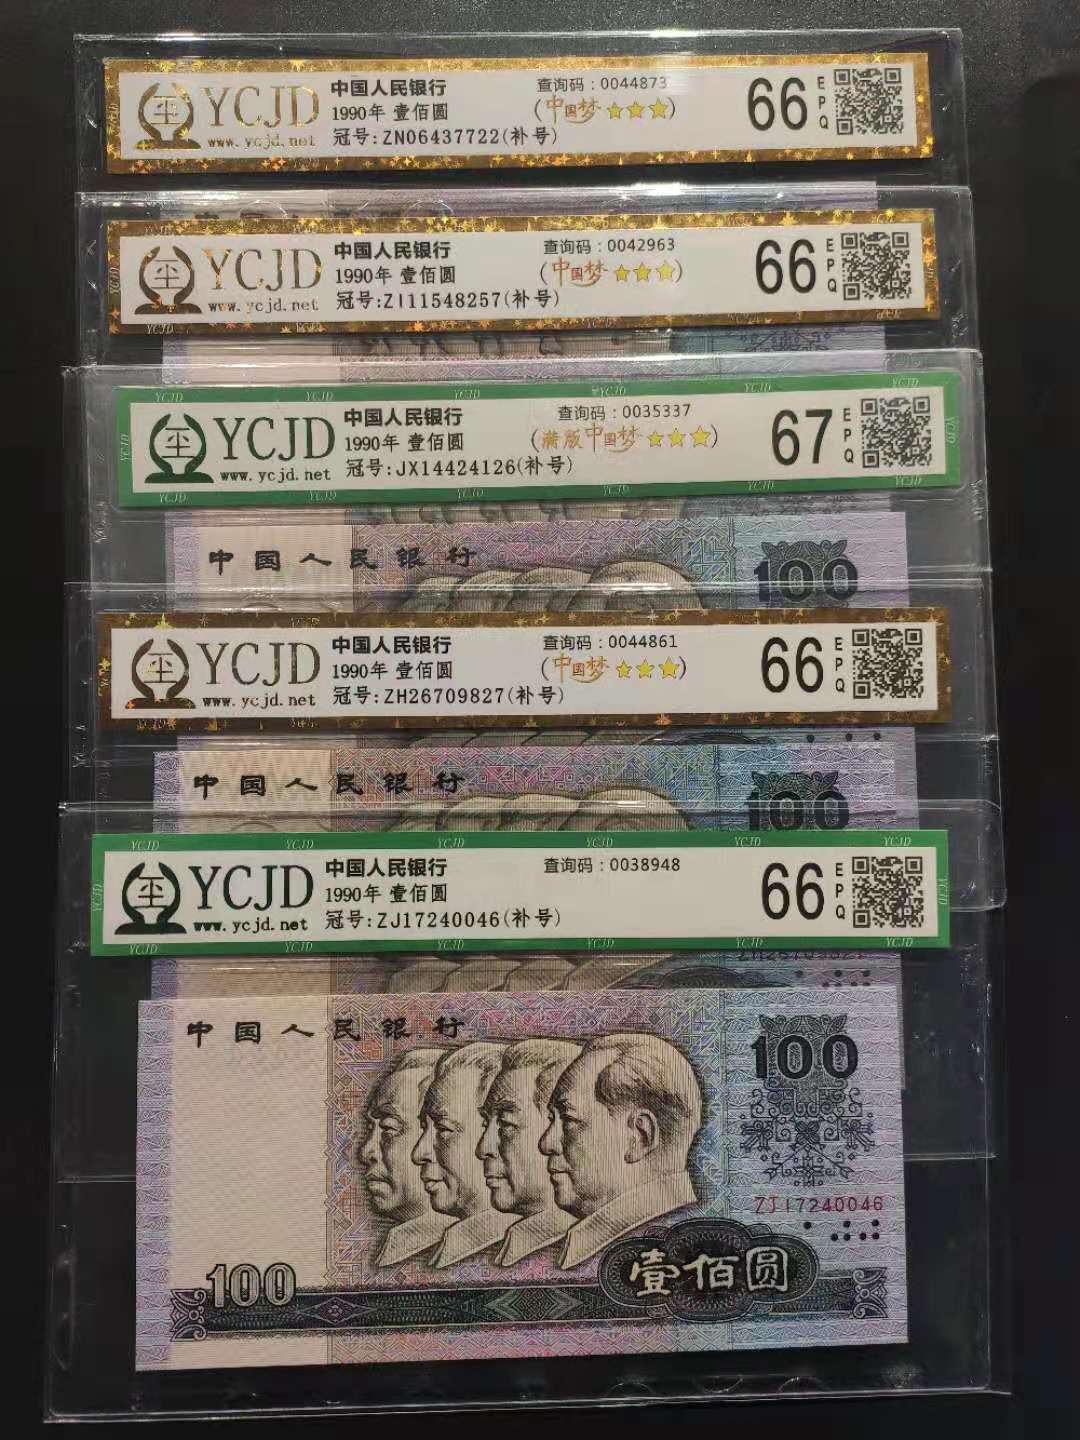 YCJD
www.ycjd.net
中国人民银行
1990年 壹佰圆
冠号:ZN06437722(补号)
查询码：0044873
(中国梦☆☆☆)
66
EPQ
YCJD
www.ycjd.net
中国人民银行
1990年 壹佰圆
冠号:ZI11548257(补号)
查询码：0042963
(中国梦☆☆☆)
66
EPQ
YCJD
www.ycjd.net
中国人民银行
1990年 壹佰圆
冠号:JX14424126(补号)
查询码：0035337
(满版中国梦☆☆☆)
67
EPQ
中国人民银行
100
YCJD
www.ycjd.net
中国人民银行
1990年 壹佰圆
冠号:ZH26709827(补号)
查询码：0044861
(中国梦☆☆☆)
66
EPQ
中国人民银行
100
YCJD
www.ycjd.net
中国人民银行
1990年 壹佰圆
冠号:ZJ17240046(补号)
查询码：0038948
66
EPQ
中国人民银行
100
ZJ17240046
100
壹佰圆